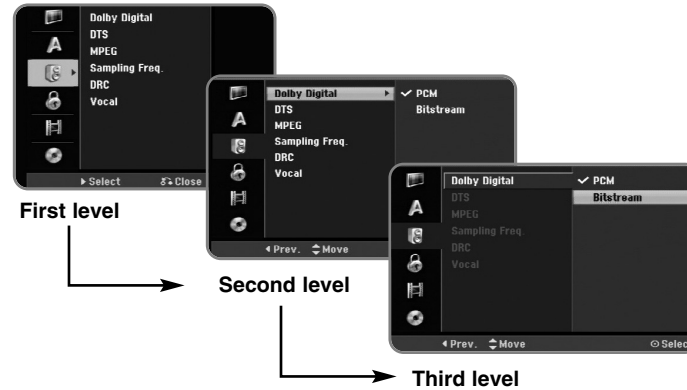 Dolby Digital
DTS
MPEG
Sampling Freq.
DRC
Vocal
A
Select
Close
First level
Dolby Digital
PCM
DTS
Bitstream
MPEG
A
Sampling Freq.
DRC
Vocal
Prev. Move
Second level
Dolby Digital
PCM
DTS
Bitstream
MPEG
A
Sampling Freq.
DRC
Vocal
Prev. Move
Selec
Third level